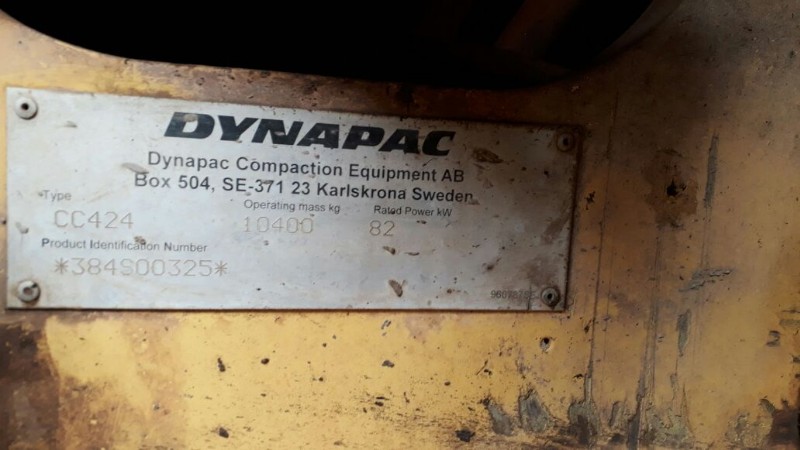 DYNAPAC
Dynapac Compaction Equipment AB
Box 504, SE-371 23 Karlskrona Sweden
Type Operating mass kg Rated Power kW
CC424 10400 82
Product Identification Number
*384S00325*